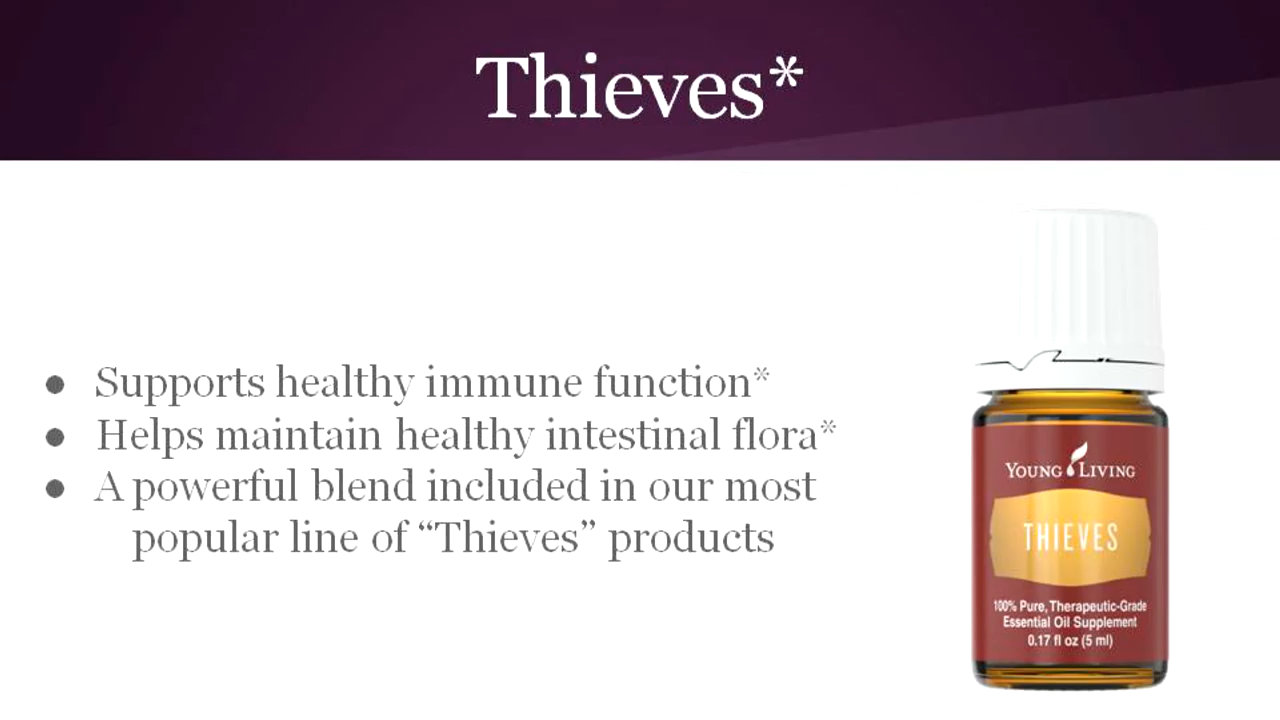 Thieves*
● Supports healthy immune function*
● Helps maintain healthy intestinal flora*
● A powerful blend included in our most
popular line of “Thieves” products
YOUNG LIVING
THIEVES
100% Pure, Therapeutic-Grade
Essential Oil Supplement
0.17 fl oz (5 ml)